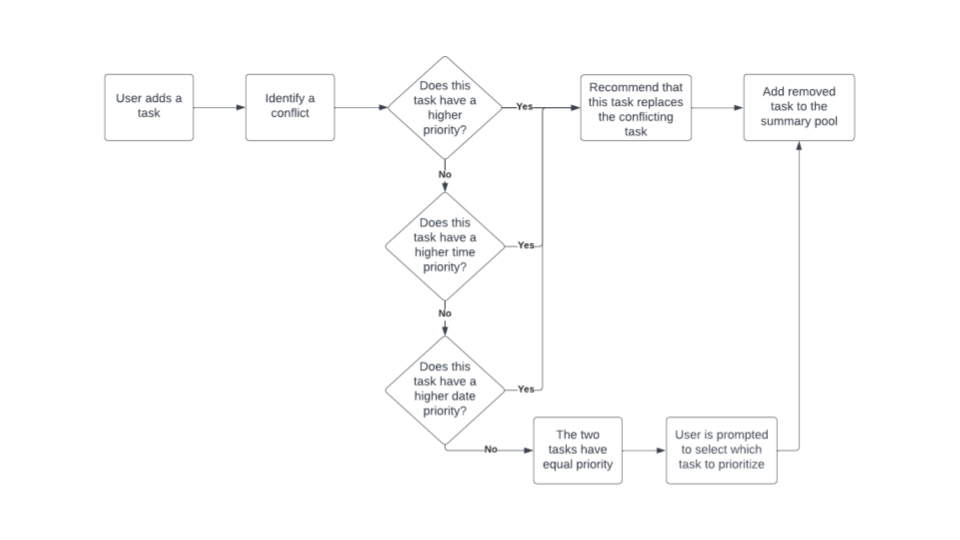 User adds a
task
Identify a
conflict
Does this
task have a
higher
priority?
Yes
Recommend that
this task replaces
the conflicting
task
Add removed
task to the
summary pool
No
Does this
task have a
higher time
priority?
Yes
No
Does this
task have a
higher date
priority?
Yes
No
The two
tasks have
equal priority
User is prompted
to select which
task to prioritize